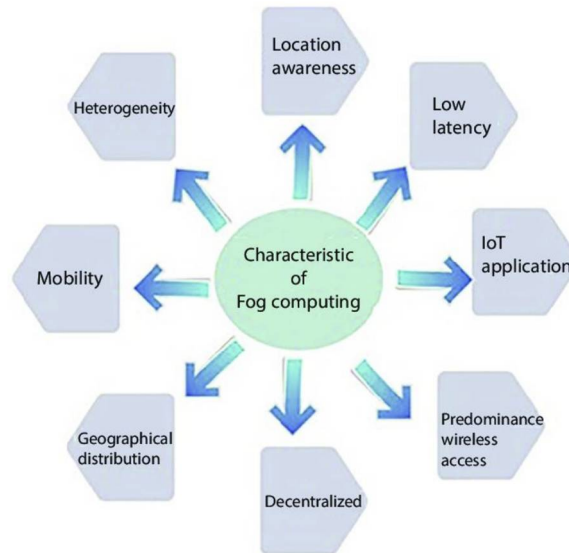 Location
awareness
Low
latency
Heterogeneity
IoT
application
Characteristic
of
Fog computing
Mobility
Predominance
wireless
access
Geographical
distribution
Decentralized